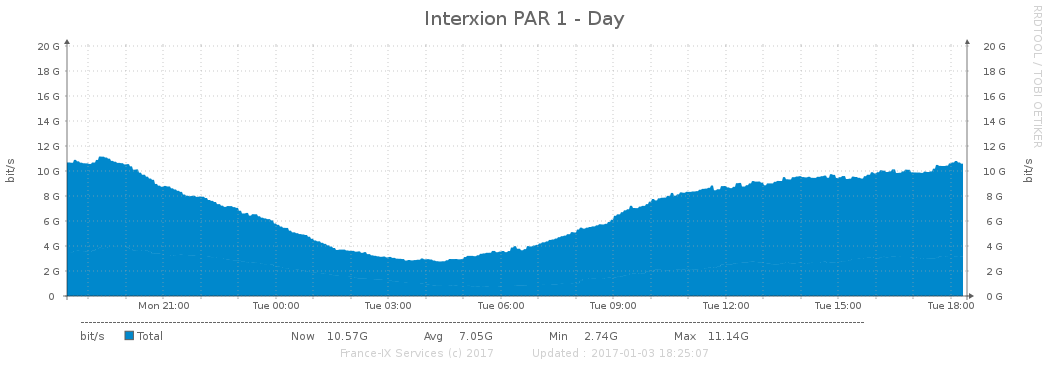 Interxion PAR 1 - Day
RRDTOOL / TOBI OETIKER
bit/s
20 G
18 G
16 G
14 G
12 G
10 G
8 G
6 G
4 G
2 G
0
20 G
18 G
16 G
14 G
12 G
10 G
8 G
6 G
4 G
2 G
0 G
bit/s
Mon 21:00 Tue 00:00 Tue 03:00 Tue 06:00 Tue 09:00 Tue 12:00 Tue 15:00 Tue 18:00
bit/s Total Now 10.57G Avg 7.05G Min 2.74G Max 11.14G
France-IX Services (c) 2017 Updated : 2017-01-03 18:25:07